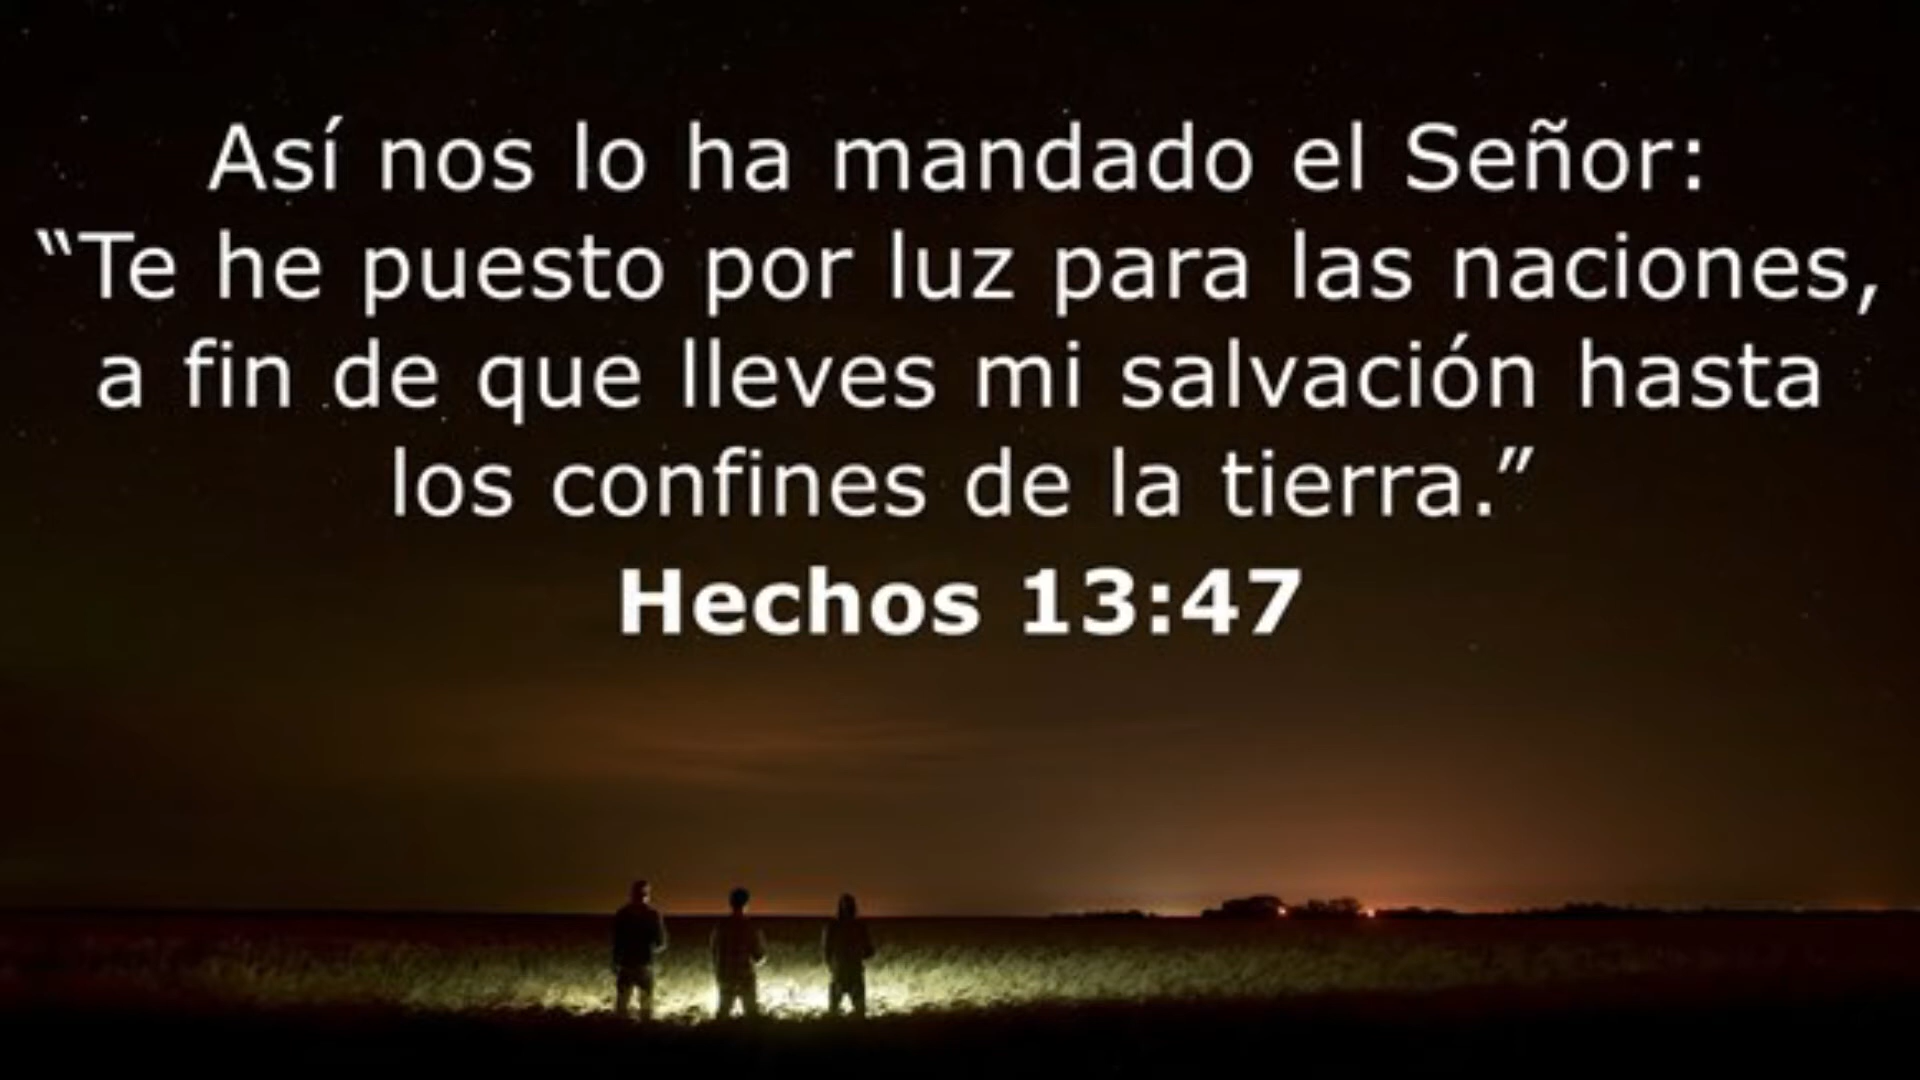 Así nos lo ha mandado el Señor:
“Te he puesto por luz para las naciones,
a fin de que lleves mi salvación hasta
los confines de la tierra.”
Hechos 13:47